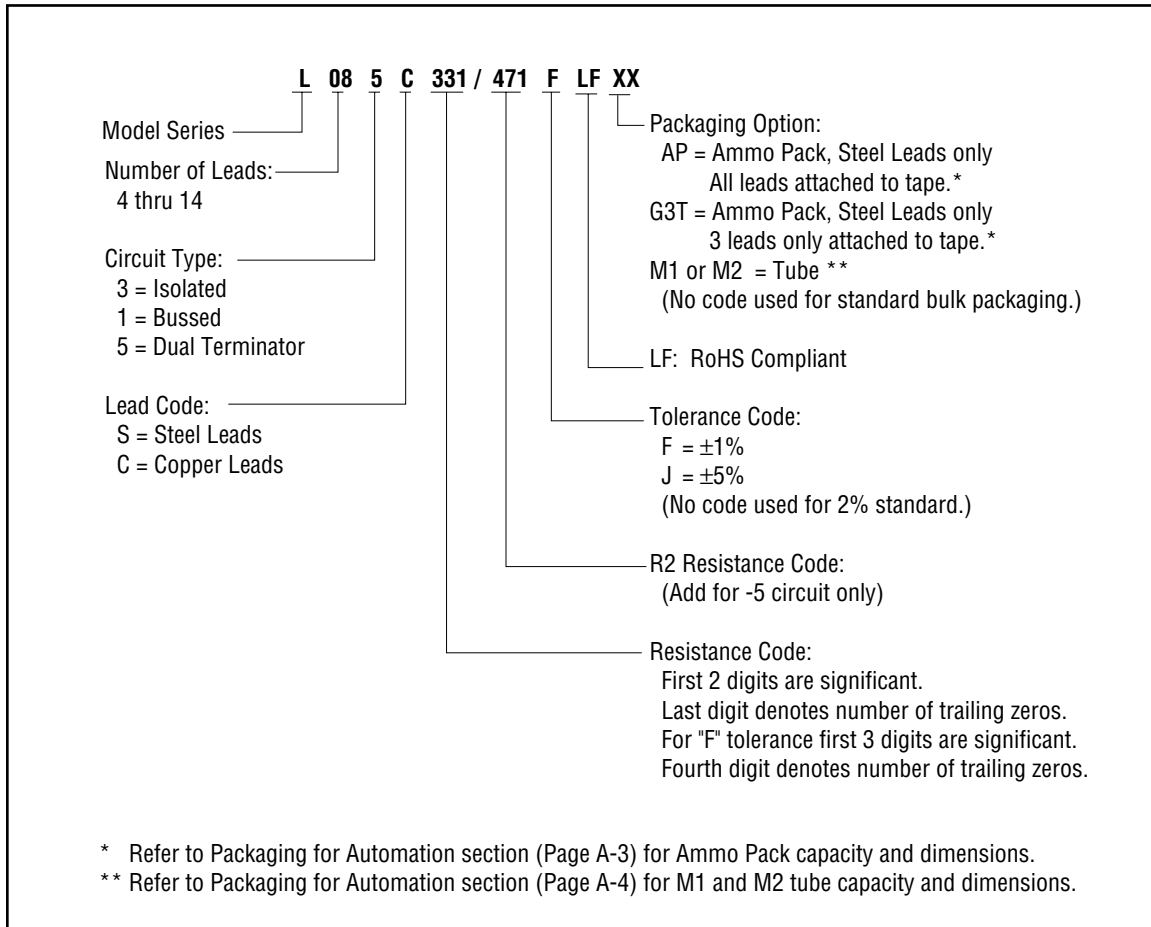 L 08 5 C 331 / 471 F LF XX
Model Series
Number of Leads:
4 thru 14
Circuit Type:
3 = Isolated
1 = Bussed
5 = Dual Terminator
Lead Code:
S = Steel Leads
C = Copper Leads
Packaging Option:
AP = Ammo Pack, Steel Leads only
All leads attached to tape.*
G3T = Ammo Pack, Steel Leads only
3 leads only attached to tape.*
M1 or M2 = Tube **
(No code used for standard bulk packaging.)
LF: RoHS Compliant
Tolerance Code:
F = ±1%
J = ±5%
(No code used for 2% standard.)
R2 Resistance Code:
(Add for -5 circuit only)
Resistance Code:
First 2 digits are significant.
Last digit denotes number of trailing zeros.
For "F" tolerance first 3 digits are significant.
Fourth digit denotes number of trailing zeros.
* Refer to Packaging for Automation section (Page A-3) for Ammo Pack capacity and dimensions.
** Refer to Packaging for Automation section (Page A-4) for M1 and M2 tube capacity and dimensions.